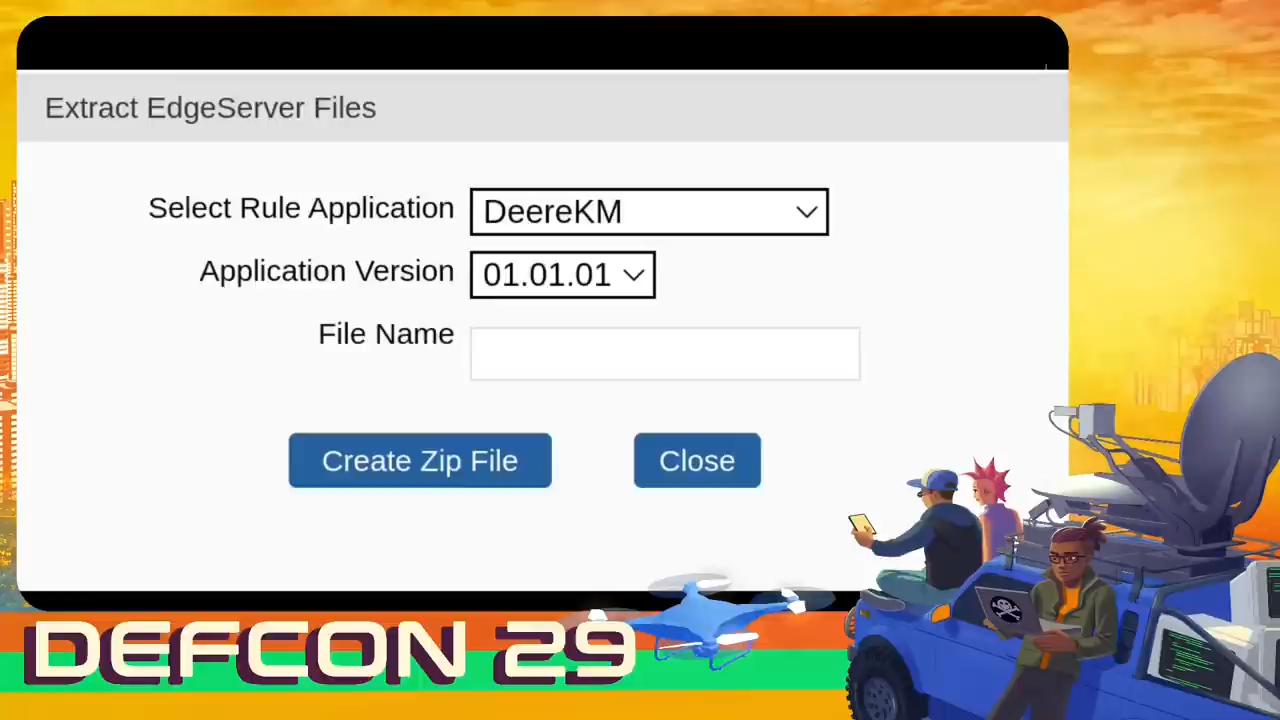 Extract EdgeServer Files
Select Rule Application DeereKM
Application Version 01.01.01
File Name
Create Zip File Close
DEFCON 29